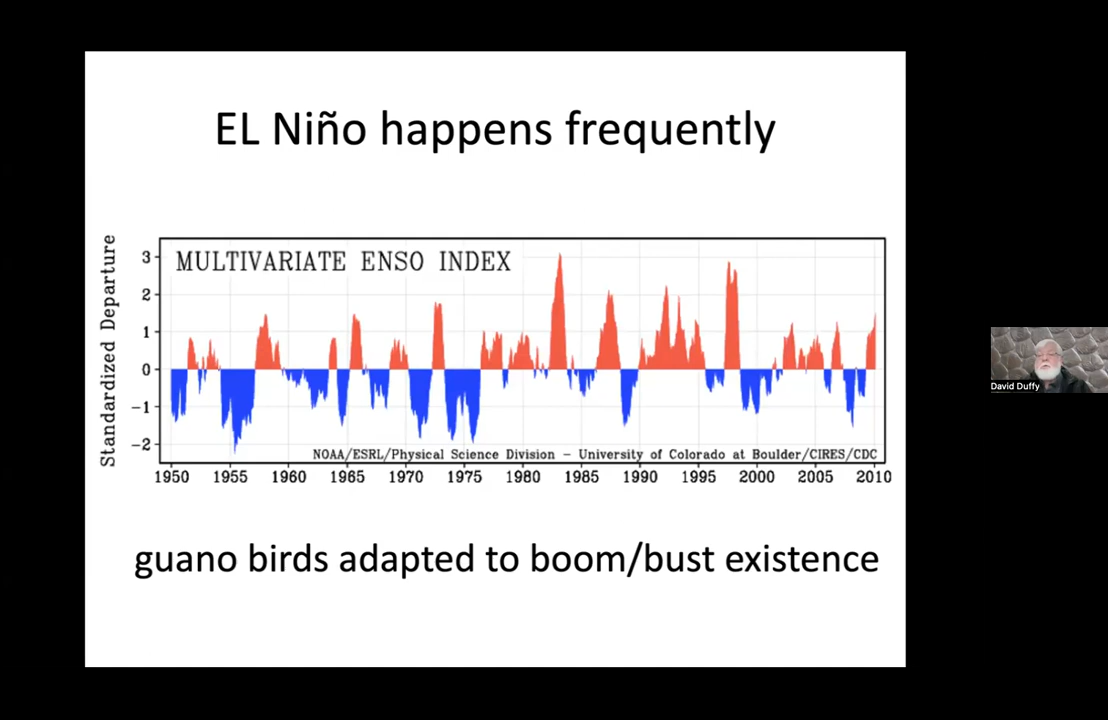 EL Niño happens frequently
MULTIVARIATE ENSO INDEX
Standardized Departure
3
2
1
0
−1
−2
NOAA/ESRL/Physical Science Division − University of Colorado at Boulder/CIRES/CDC
1950 1955 1960 1965 1970 1975 1980 1985 1990 1995 2000 2005 2010
guano birds adapted to boom/bust existence
David Duffy